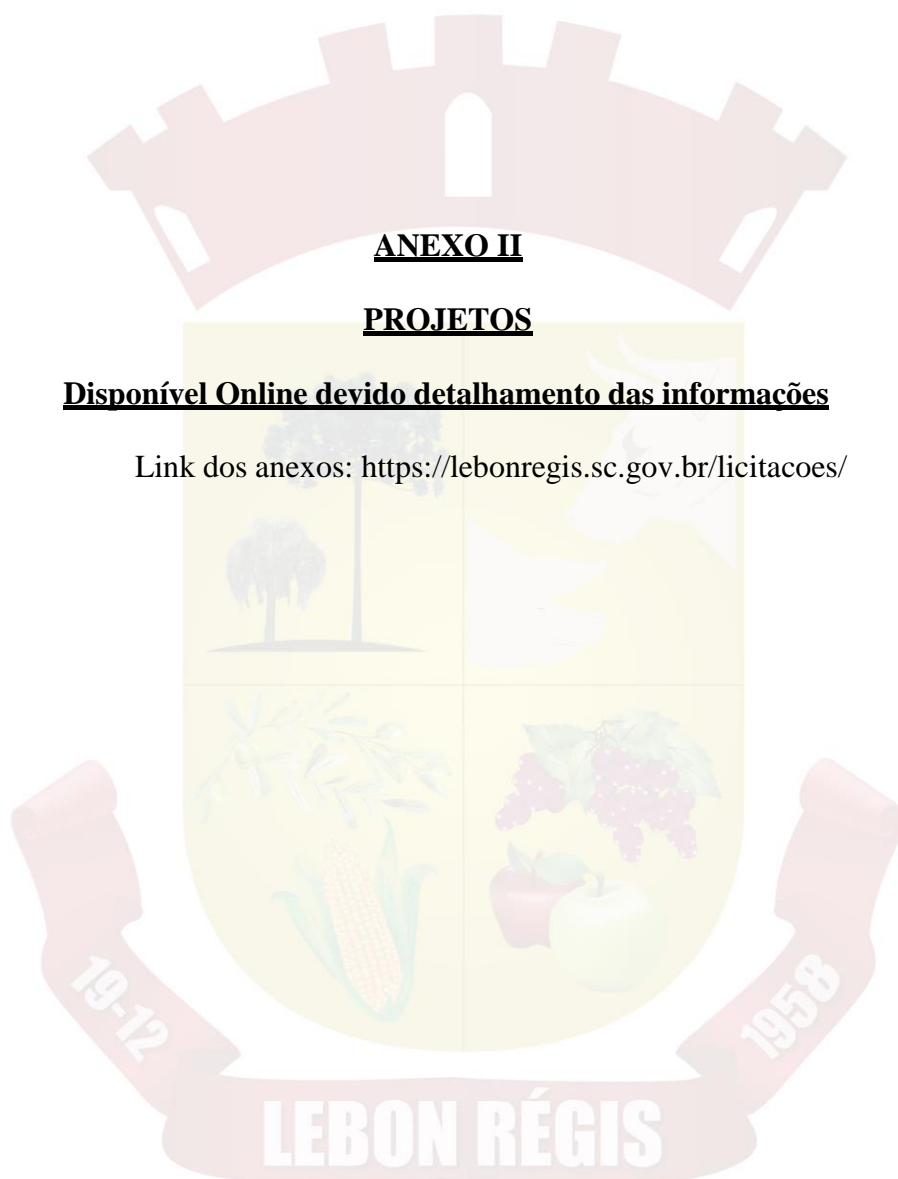 ANEXO II
PROJETOS
Disponível Online devido detalhamento das informações
Link dos anexos: https://lebonregis.sc.gov.br/licitacoes/
19-12
1958
LEBON RÉGIS